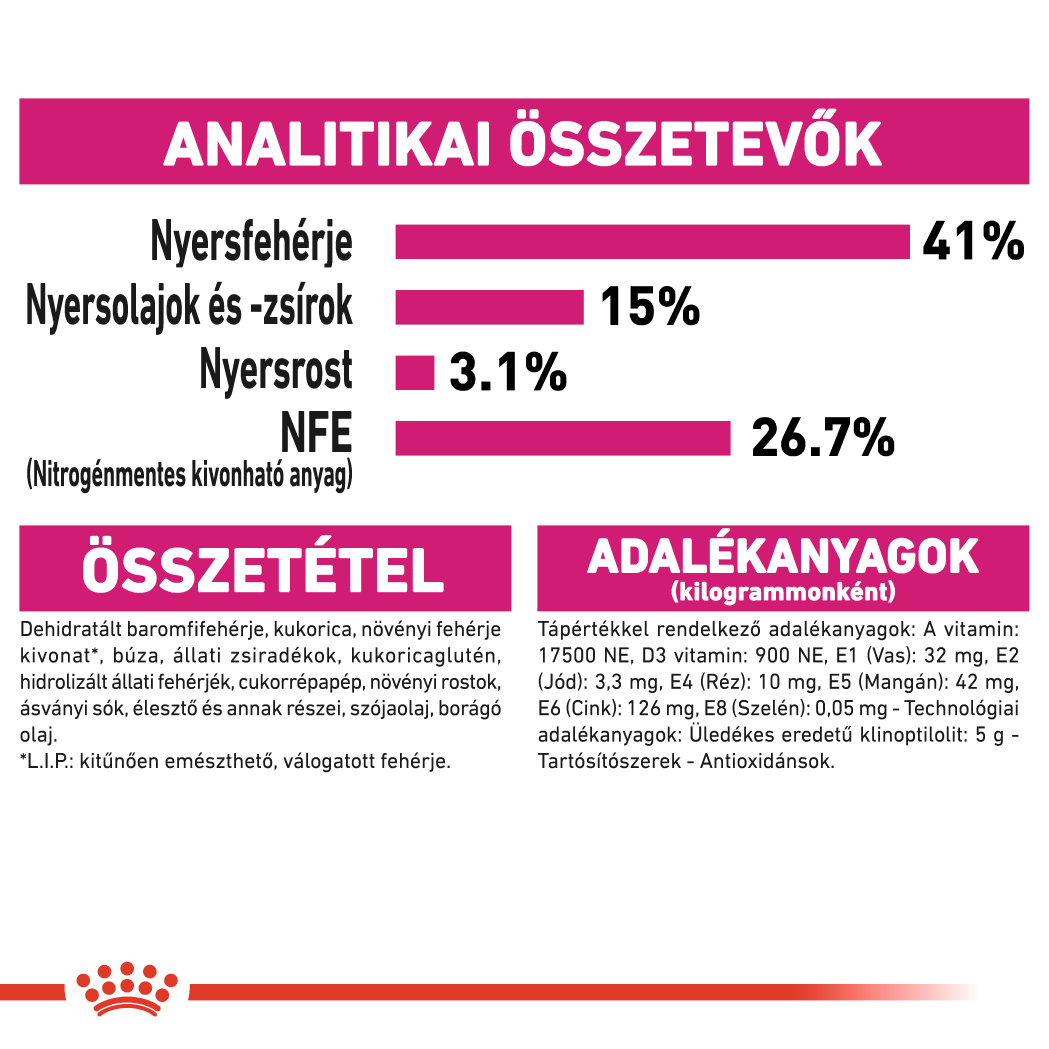 ANALITIKAI ÖSSZETEVŐK
Nyersfehérje 41%
Nyersolajok és -zsírok 15%
Nyersrost 3.1%
NFE 26.7%
(Nitrogénmentes kivonható anyag)
ÖSSZETÉTEL
Dehidratált baromfifehérje, kukorica, növényi fehérje
kivonat*, búza, állati zsiradékok, kukoricaglutén,
hidrolizált állati fehérjék, cukorrépapép, növényi rostok,
ásványi sók, élesztő és annak részei, szójaolaj, borágó
olaj.
*L.I.P.: kitűnően emészthető, válogatott fehérje.
ADALÉKANYAGOK
(kilogrammonként)
Tápértékkel rendelkező adalékanyagok: A vitamin:
17500 NE, D3 vitamin: 900 NE, E1 (Vas): 32 mg, E2
(Jód): 3,3 mg, E4 (Réz): 10 mg, E5 (Mangán): 42 mg,
E6 (Cink): 126 mg, E8 (Szelén): 0,05 mg - Technológiai
adalékanyagok: Üledékes eredetű klinoptilolit: 5 g -
Tartósítószerek - Antioxidánsok.